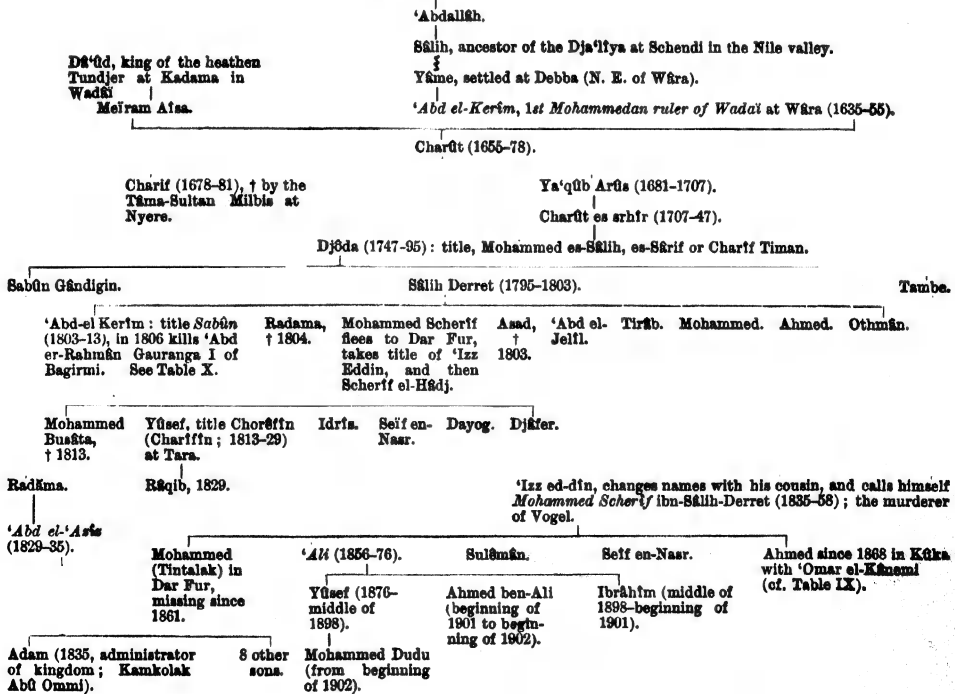 ‘Abdallâh.
Sâlih, ancestor of the Dja‘lîya at Schendi in the Nile valley.
Dâ‘ûd, king of the heathen
Tundjer at Kadama in
Wadâï
Yâme, settled at Debba (N. E. of Wâra).
Meïram Aïsa.
‘Abd el-Kerîm, 1st Mohammedan ruler of Wadaï at Wâra (1635–55).
Charût (1655–78).
Charîf (1678–81), † by the
Tâma-Sultan Milbis at
Nyere.
Ya‘qûb Arûs (1681–1707).
Charût es srhîr (1707–47).
Djôda (1747–95): title, Mohammed es-Sâlih, es-Sârif or Charîf Timan.
Sabûn Gândigin.
Sâlih Derret (1795–1803).
Tambe.
‘Abd-el Kerîm: title Sabûn
(1803–13), in 1806 kills ‘Abd
er-Rahmân Gauranga I of
Bagirmi. See Table X.
Radama,
† 1804.
Mohammed Scherîf
flees to Dar Fur,
takes title of ‘Izz
Eddin, and then
Scherîf el-Hâdj.
Asad,
†
1803.
‘Abd el-
Jelîl.
Tirâb.
Mohammed.
Ahmed.
Othmân.
Mohammed
Busâta,
† 1813.
Yûsef, title Chorêfîn
(Charîfîn; 1813–29)
at Tara.
Idrîs.
Seïf en-
Nasr.
Dayog.
Djâfer.
Radâma.
Râqib, 1829.
‘Izz ed-dîn, changes names with his cousin, and calls himself
Mohammed Scherîf ibn-Sâlih-Derret (1835–58); the murderer
of Vogel.
‘Abd el-‘Asîs
(1829–35).
Mohammed
(Tintalak) in
Dar Fur,
missing since
1861.
‘Ali (1856–76).
Sulêmân.
Seïf en-Nasr.
Ahmed since 1868 in Kûka
with ‘Omar el-Kânemi
(cf. Table IX).
Yûsef (1876–
middle of
1898).
Ahmed ben-Ali
(beginning of
1901 to begin-
ning of 1902).
Ibrâhîm (middle of
1898–beginning of
1901).
Adam (1835, administrator
of kingdom; Kamkolak
Abû Ommi).
8 other
sons.
Mohammed Dudu
(from beginning
of 1902).